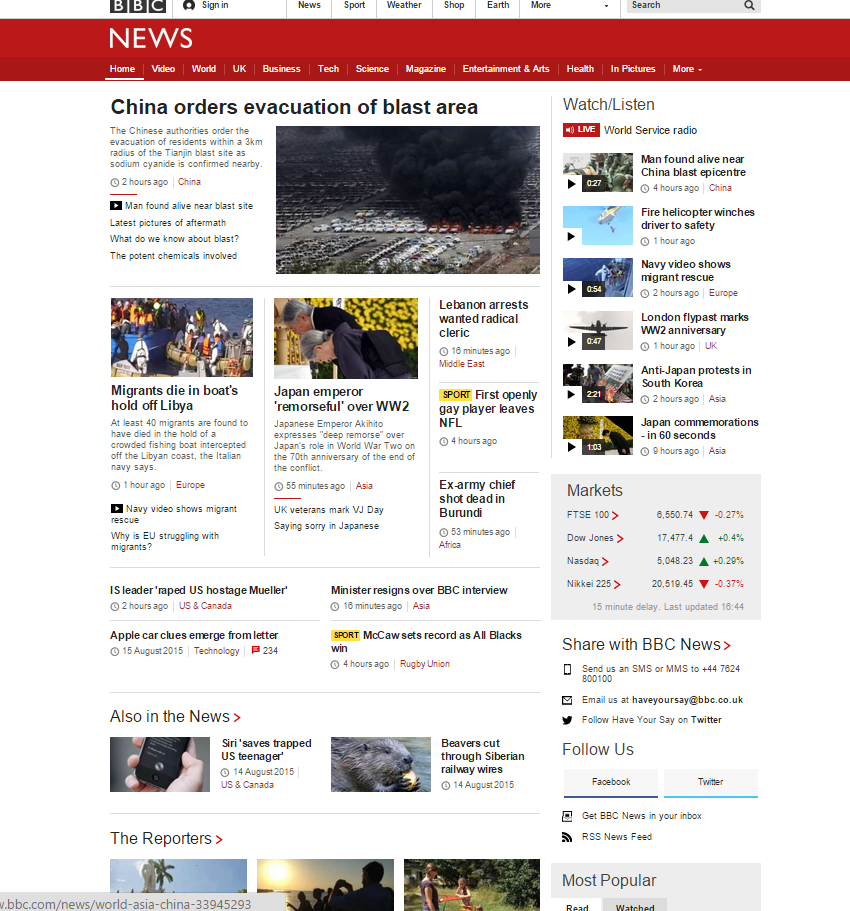 BBC Sign in News Sport Weather Shop Earth More Search
NEWS
Home Video World UK Business Tech Science Magazine Entertainment & Arts Health In Pictures More
China orders evacuation of blast area
The Chinese authorities order the
evacuation of residents within a 3km
radius of the Tianjin blast site as
sodium cyanide is confirmed nearby.
2 hours ago China
Man found alive near blast site
Latest pictures of aftermath
What do we know about blast?
The potent chemicals involved
Migrants die in boat's
hold off Libya
At least 40 migrants are found to
have died in the hold of a
crowded fishing boat intercepted
off the Libyan coast, the Italian
navy says.
1 hour ago Europe
Navy video shows migrant
rescue
Why is EU struggling with
migrants?
Japan emperor
'remorseful' over WW2
Japanese Emperor Akihito
expresses "deep remorse" over
Japan's role in World War Two on
the 70th anniversary of the end of
the conflict.
55 minutes ago Asia
UK veterans mark VJ Day
Saying sorry in Japanese
Lebanon arrests
wanted radical
cleric
16 minutes ago
Middle East
SPORT First openly
gay player leaves
NFL
4 hours ago
Ex-army chief
shot dead in
Burundi
53 minutes ago
Africa
IS leader 'raped US hostage Mueller'
2 hours ago US & Canada
Minister resigns over BBC interview
16 minutes ago Asia
Apple car clues emerge from letter
15 August 2015 Technology 234
SPORT McCaw sets record as All Blacks
win
4 hours ago Rugby Union
Also in the News
Siri 'saves trapped
US teenager'
14 August 2015
US & Canada
Beavers cut
through Siberian
railway wires
14 August 2015
The Reporters
Watch/Listen
LIVE World Service radio
0:27
Man found alive near
China blast epicentre
4 hours ago China
Fire helicopter winches
driver to safety
1 hour ago
0:54
Navy video shows
migrant rescue
2 hours ago Europe
0:47
London flypast marks
WW2 anniversary
1 hour ago UK
2:21
Anti-Japan protests in
South Korea
2 hours ago Asia
1:03
Japan commemorations
- in 60 seconds
9 hours ago Asia
Markets
FTSE 100 6,550.74 -0.27%
Dow Jones 17,477.4 +0.4%
Nasdaq 5,048.23 +0.29%
Nikkei 225 20,519.45 -0.37%
15 minute delay. Last updated 16:44
Share with BBC News
Send us an SMS or MMS to +44 7624
800100
Email us at haveyoursay@bbc.co.uk
Follow Have Your Say on Twitter
Follow Us
Facebook Twitter
Get BBC News in your inbox
RSS News Feed
Most Popular
Read Watched
w.bbc.com/news/world-asia-china-33945293